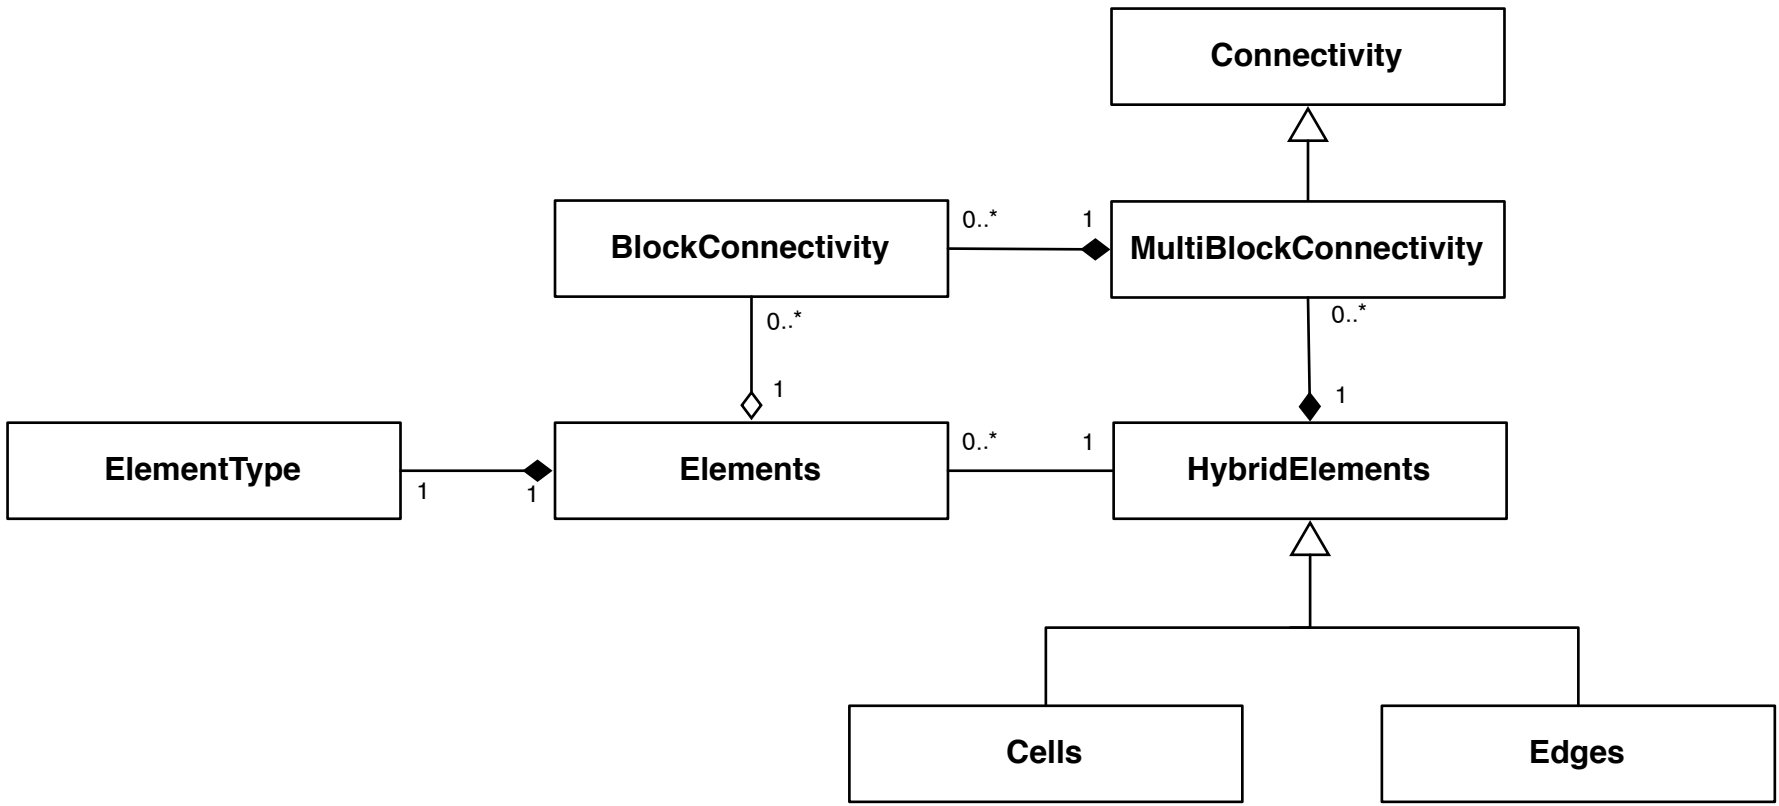 Connectivity
0..*
1
BlockConnectivity
MultiBlockConnectivity
0..*
0..*
1
1
0..*
1
ElementType
Elements
HybridElements
1
1
Cells
Edges